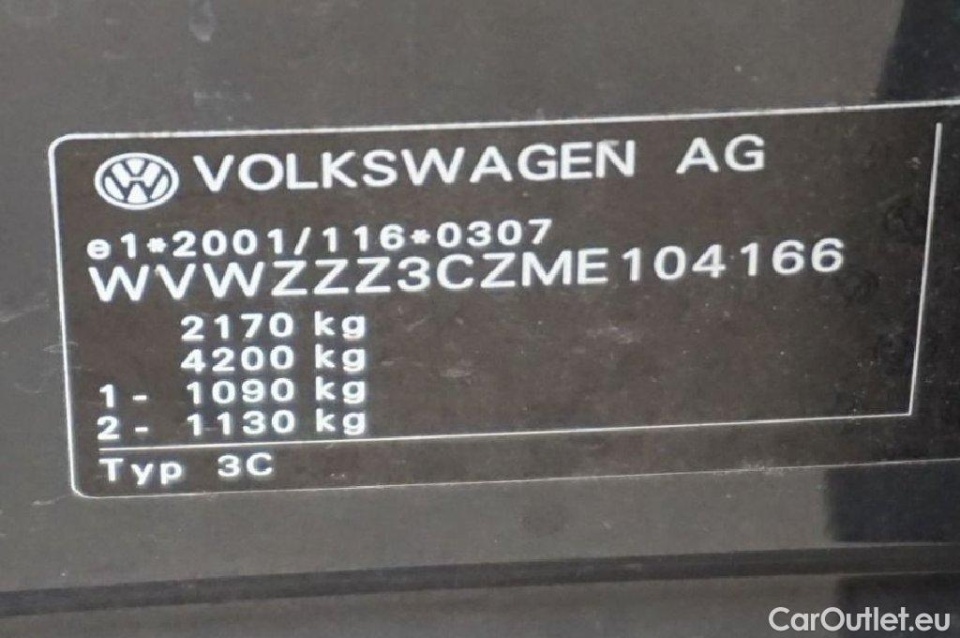 VOLKSWAGEN AG
e1*2001/116*0307
WVWZZZ3CZME104166
2170 kg
4200 kg
1- 1090 kg
2- 1130 kg
Typ 3C
CarOutlet.eu